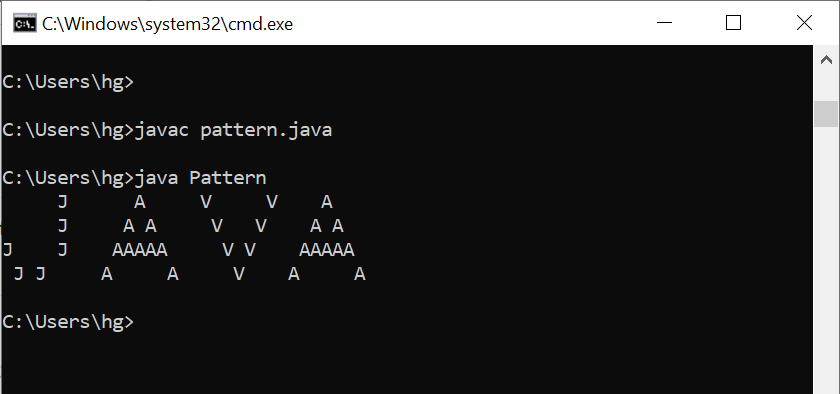 C:\Windows\system32\cmd.exe
C:\Users\hg>
C:\Users\hg>javac pattern.java
C:\Users\hg>java Pattern
     J      A     V     V    A
     J     A A     V   V    A A
J    J    AAAAA     V V    AAAAA
 J J     A     A     V    A     A
C:\Users\hg>